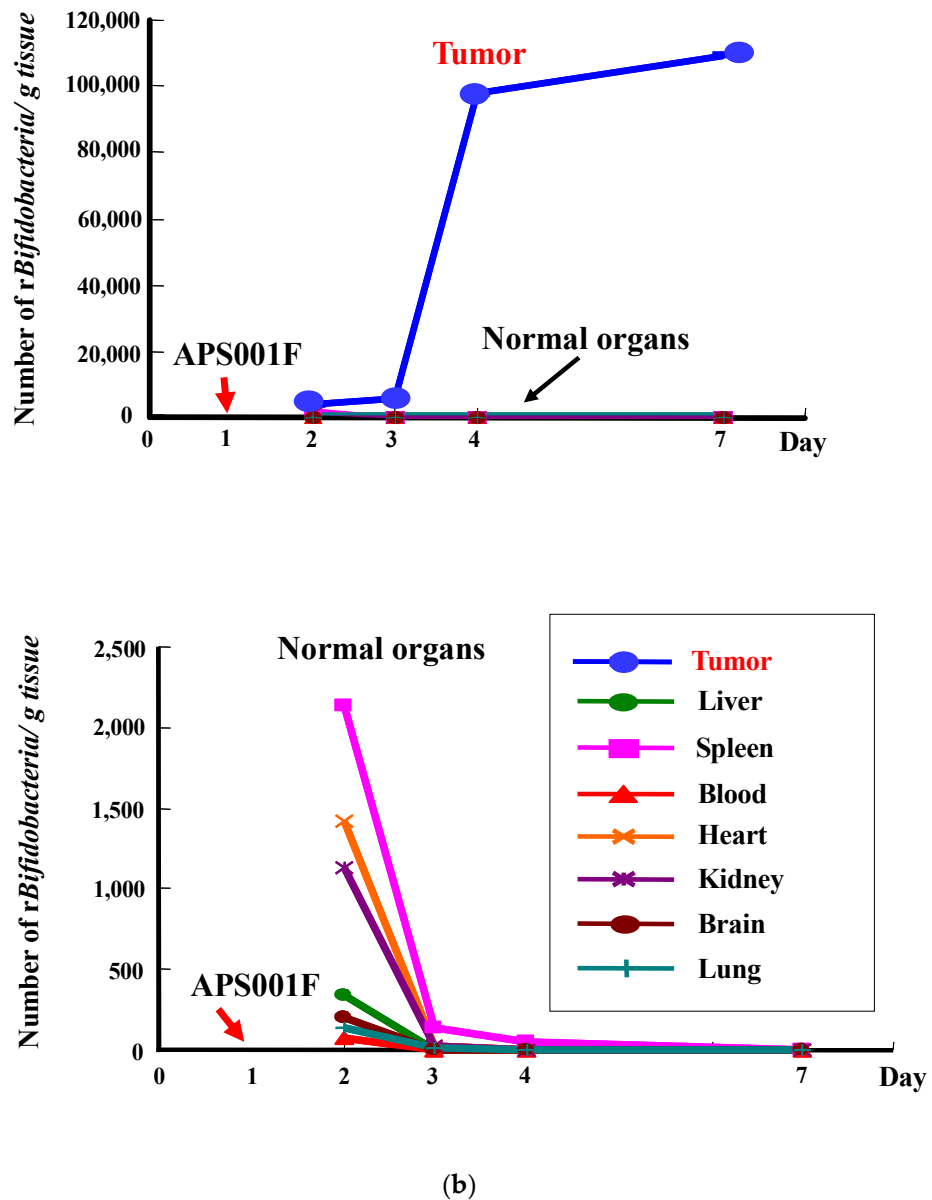 120,000
Tumor
100,000
80,000
60,000
40,000
Normal organs
APS001F
20,000
0
0 1 2 3 4 7 Day
Number of rBifidobacteria/ g tissue
Normal organs
2,500
2,000
1,500
1,000
500
0
APS001F
0 1 2 3 4 7 Day
Number of rBifidobacteria/ g tissue
Tumor
Liver
Spleen
Blood
Heart
Kidney
Brain
Lung
(b)